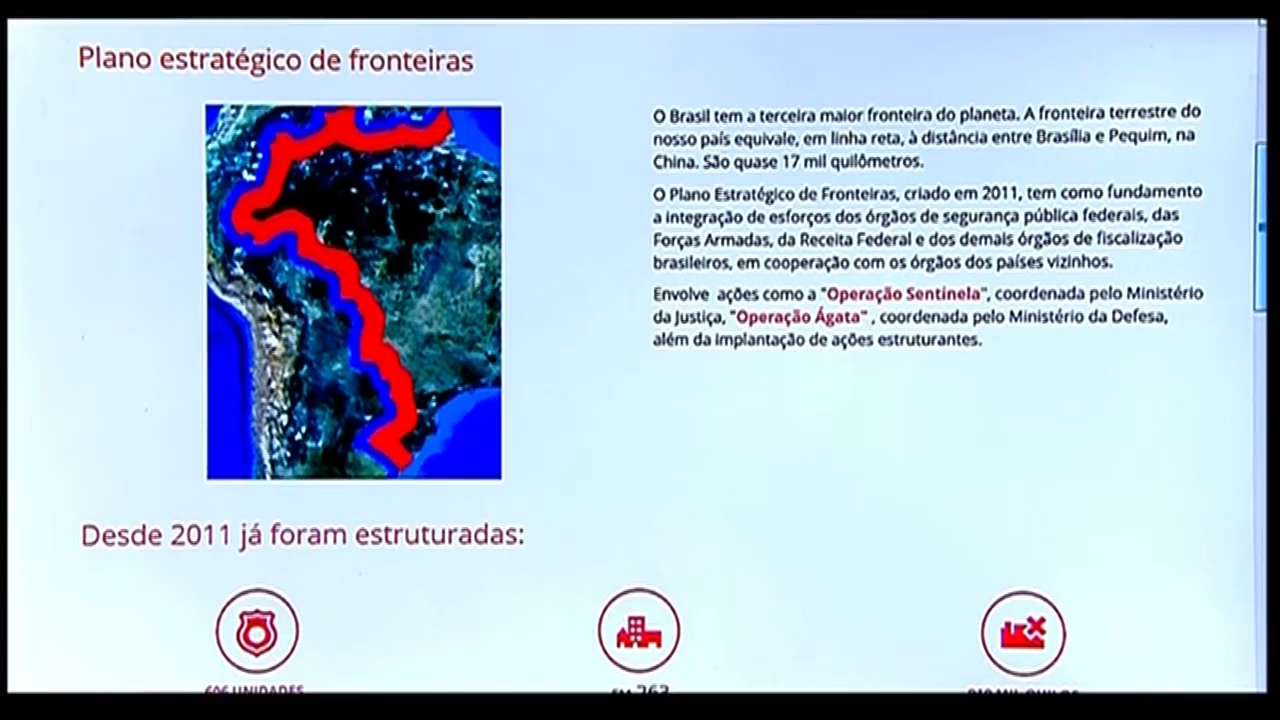 Plano estratégico de fronteiras
O Brasil tem a terceira maior fronteira do planeta. A fronteira terrestre do
nosso país equivale, em linha reta, à distância entre Brasília e Pequim, na
China. São quase 17 mil quilômetros.
O Plano Estratégico de Fronteiras, criado em 2011, tem como fundamento
a integração de esforços dos órgãos de segurança pública federais, das
Forças Armadas, da Receita Federal e dos demais órgãos de fiscalização
brasileiros, em cooperação com os órgãos dos países vizinhos.
Envolve ações como a "Operação Sentinela", coordenada pelo Ministério
da Justiça, "Operação Ágata" , coordenada pelo Ministério da Defesa,
além da implantação de ações estruturantes.
Desde 2011 já foram estruturadas:
UNIDADES
EM 263